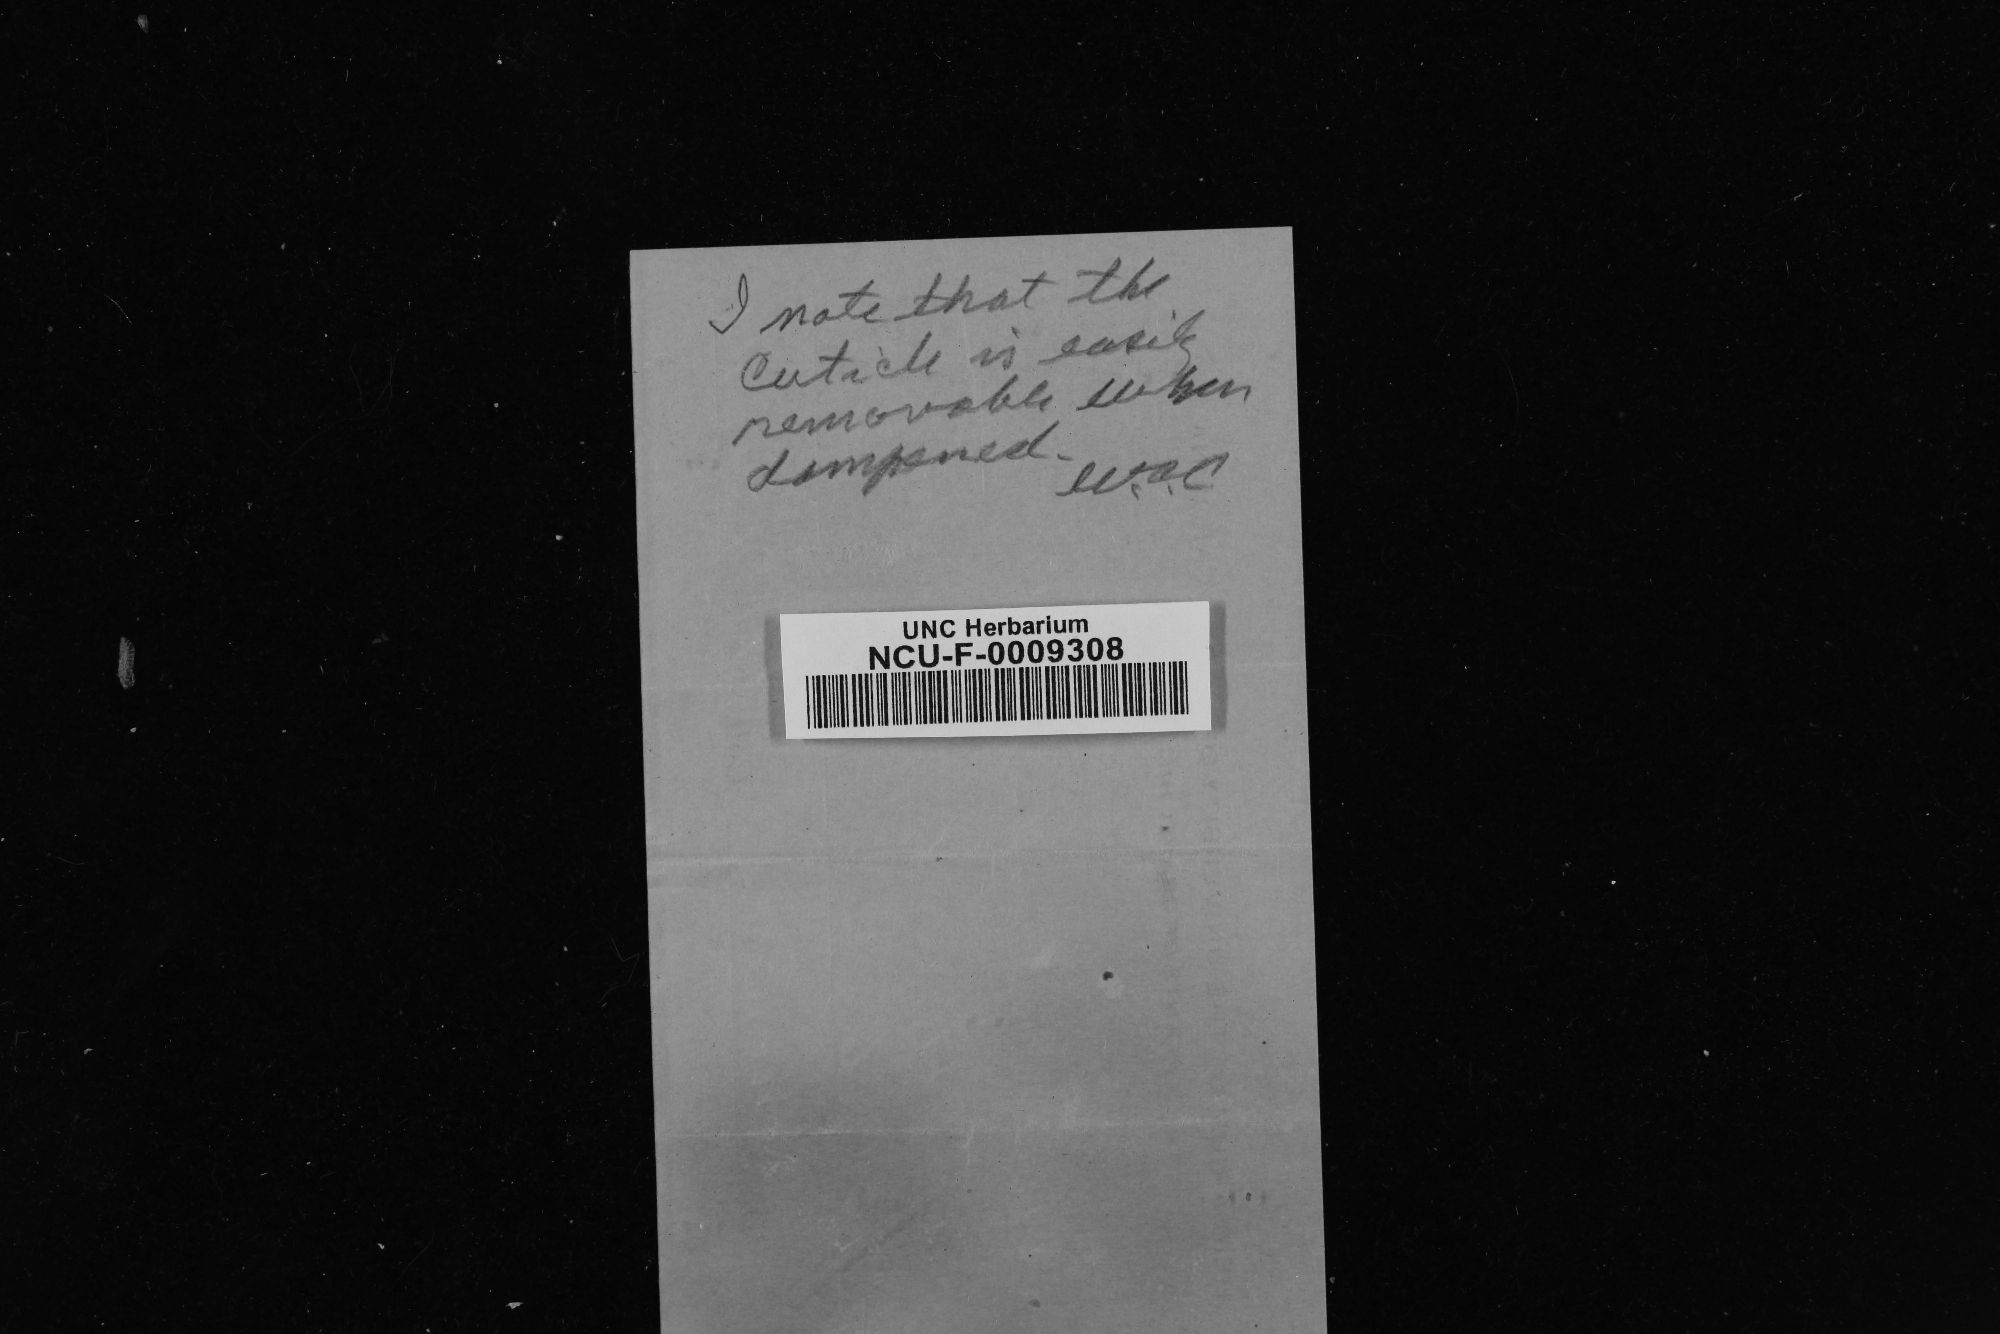 I note that the
cuticle is easily
removable when
dampened.
W.C.C.
UNC Herbarium
NCU-F-0009308